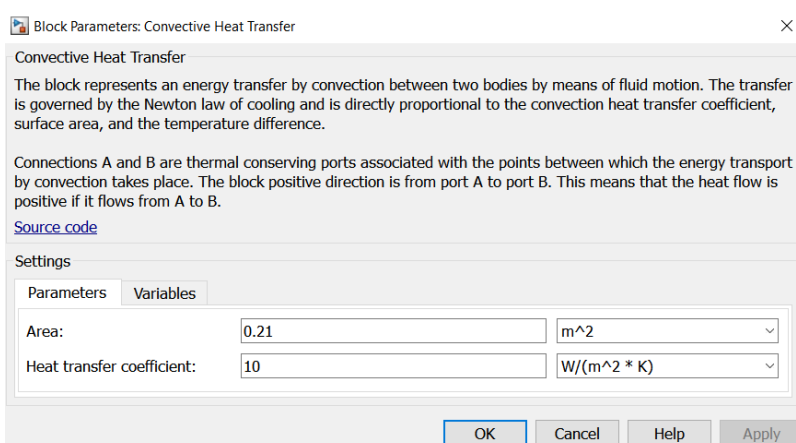 Block Parameters: Convective Heat Transfer
Convective Heat Transfer
The block represents an energy transfer by convection between two bodies by means of fluid motion. The transfer
is governed by the Newton law of cooling and is directly proportional to the convection heat transfer coefficient,
surface area, and the temperature difference.
Connections A and B are thermal conserving ports associated with the points between which the energy transport
by convection takes place. The block positive direction is from port A to port B. This means that the heat flow is
positive if it flows from A to B.
Source code
Settings
Parameters Variables
Area: 0.21 m^2
Heat transfer coefficient: 10 W/(m^2 * K)
OK Cancel Help Apply